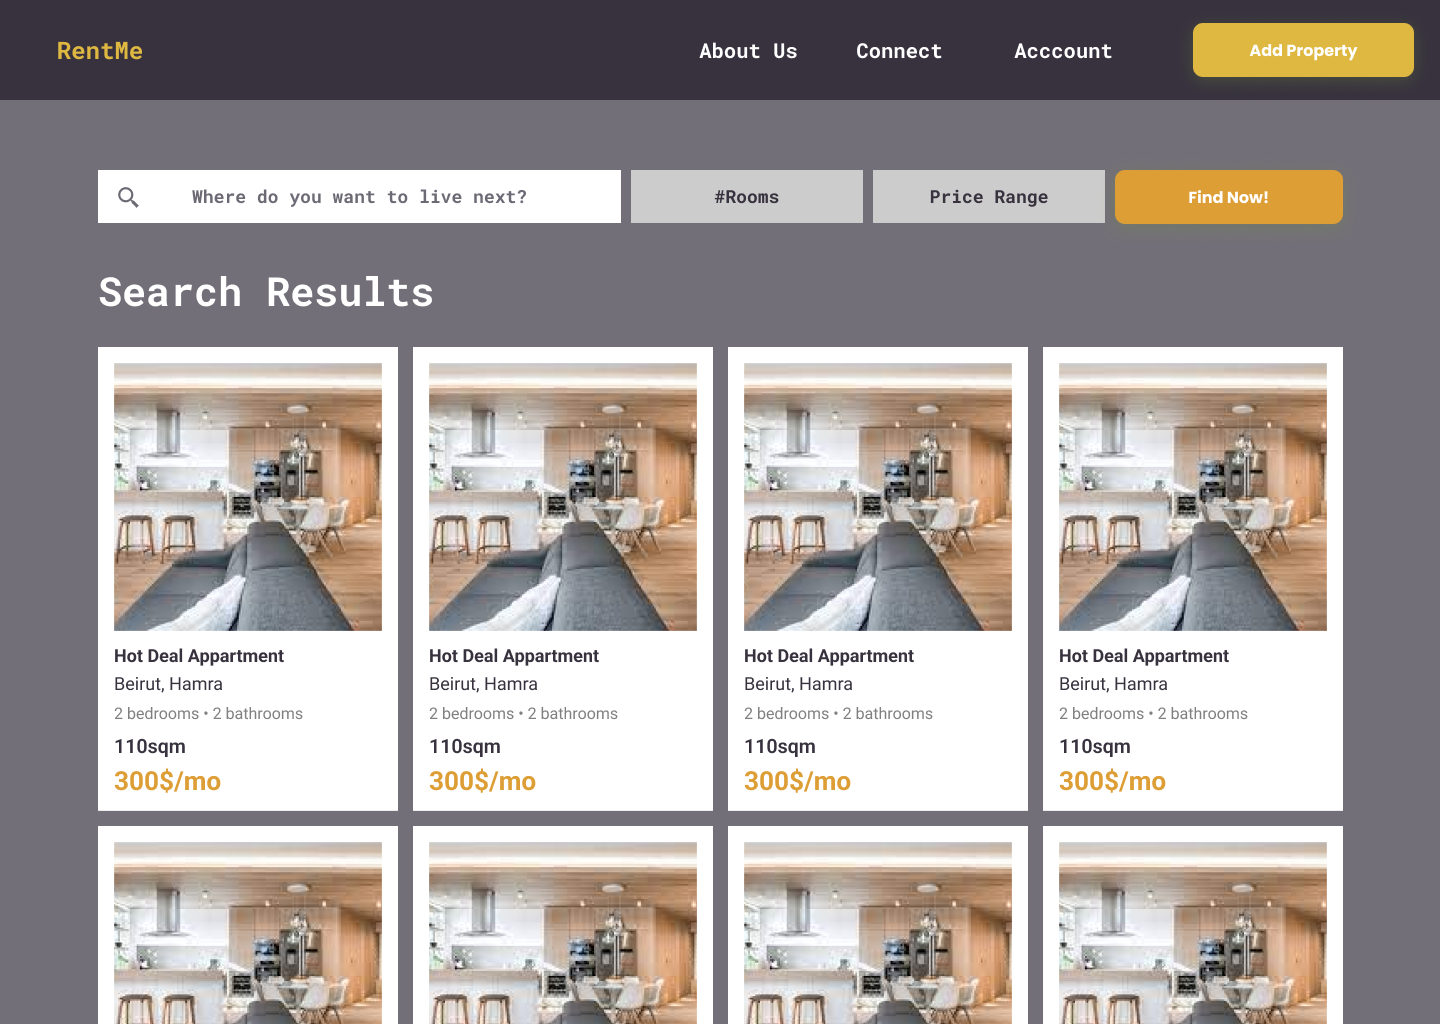 RentMe About Us Connect Acccount Add Property
Where do you want to live next? #Rooms Price Range Find Now!
Search Results
Hot Deal Appartment
Beirut, Hamra
2 bedrooms • 2 bathrooms
110sqm
300$/mo
Hot Deal Appartment
Beirut, Hamra
2 bedrooms • 2 bathrooms
110sqm
300$/mo
Hot Deal Appartment
Beirut, Hamra
2 bedrooms • 2 bathrooms
110sqm
300$/mo
Hot Deal Appartment
Beirut, Hamra
2 bedrooms • 2 bathrooms
110sqm
300$/mo